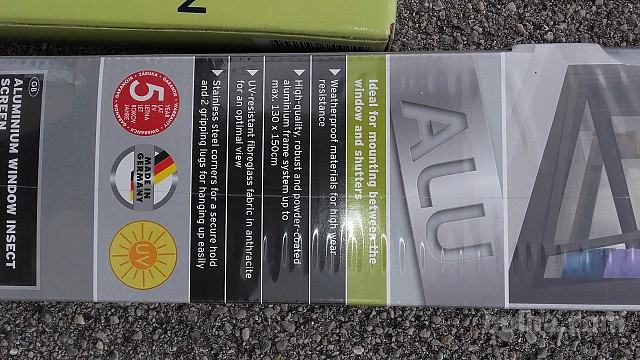 N
ALU
Ideal for mounting between the
window and shutters
Weatherproof materials for high wear
resistance
High-quality, robust and powder-coated
aluminium frame system up to
max. 130 x 150cm
UV-resistant fibreglass fabric in anthracite
for an optimal view
Stainless steel corners for a secure hold
and 2 gripping lugs for hanging up easily
5
MADE IN
GERMANY
UV
GB
ALUMINIUM WINDOW INSECT
SCREEN